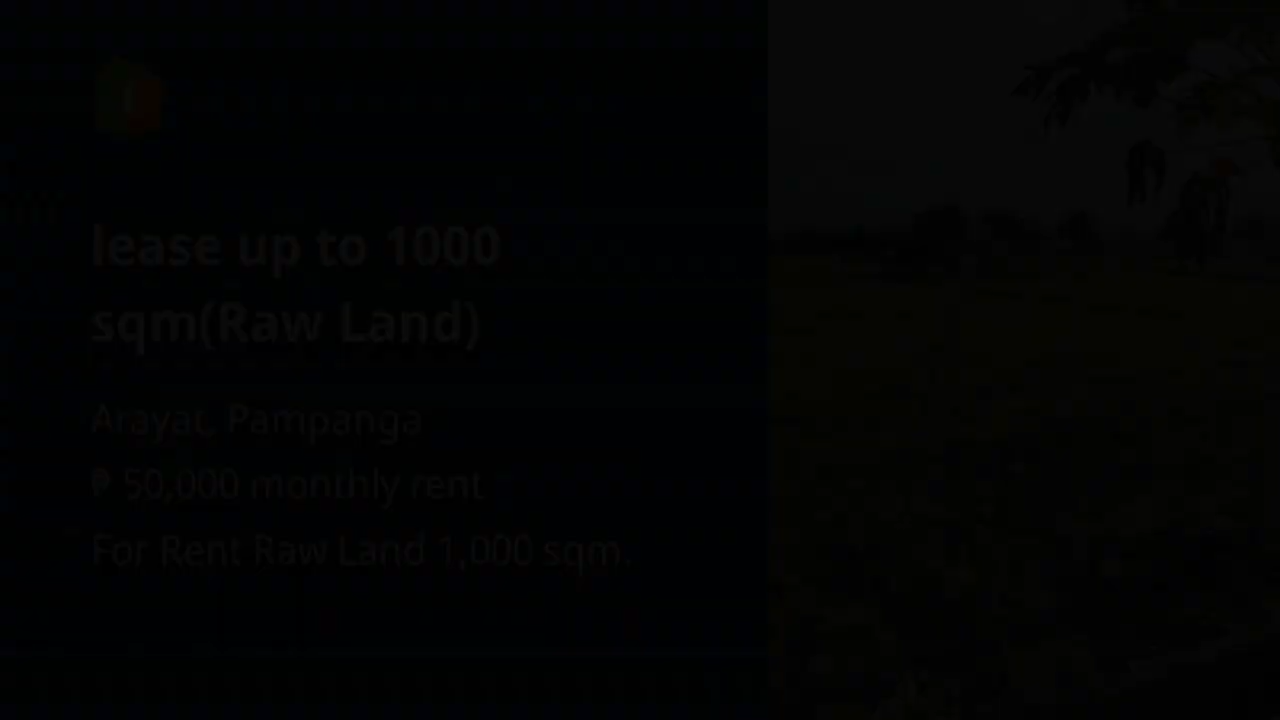 lease up to 1000
sqm(Raw Land)
Arayat, Pampanga
₱ 50,000 monthly rent
For Rent Raw Land 1,000 sqm.